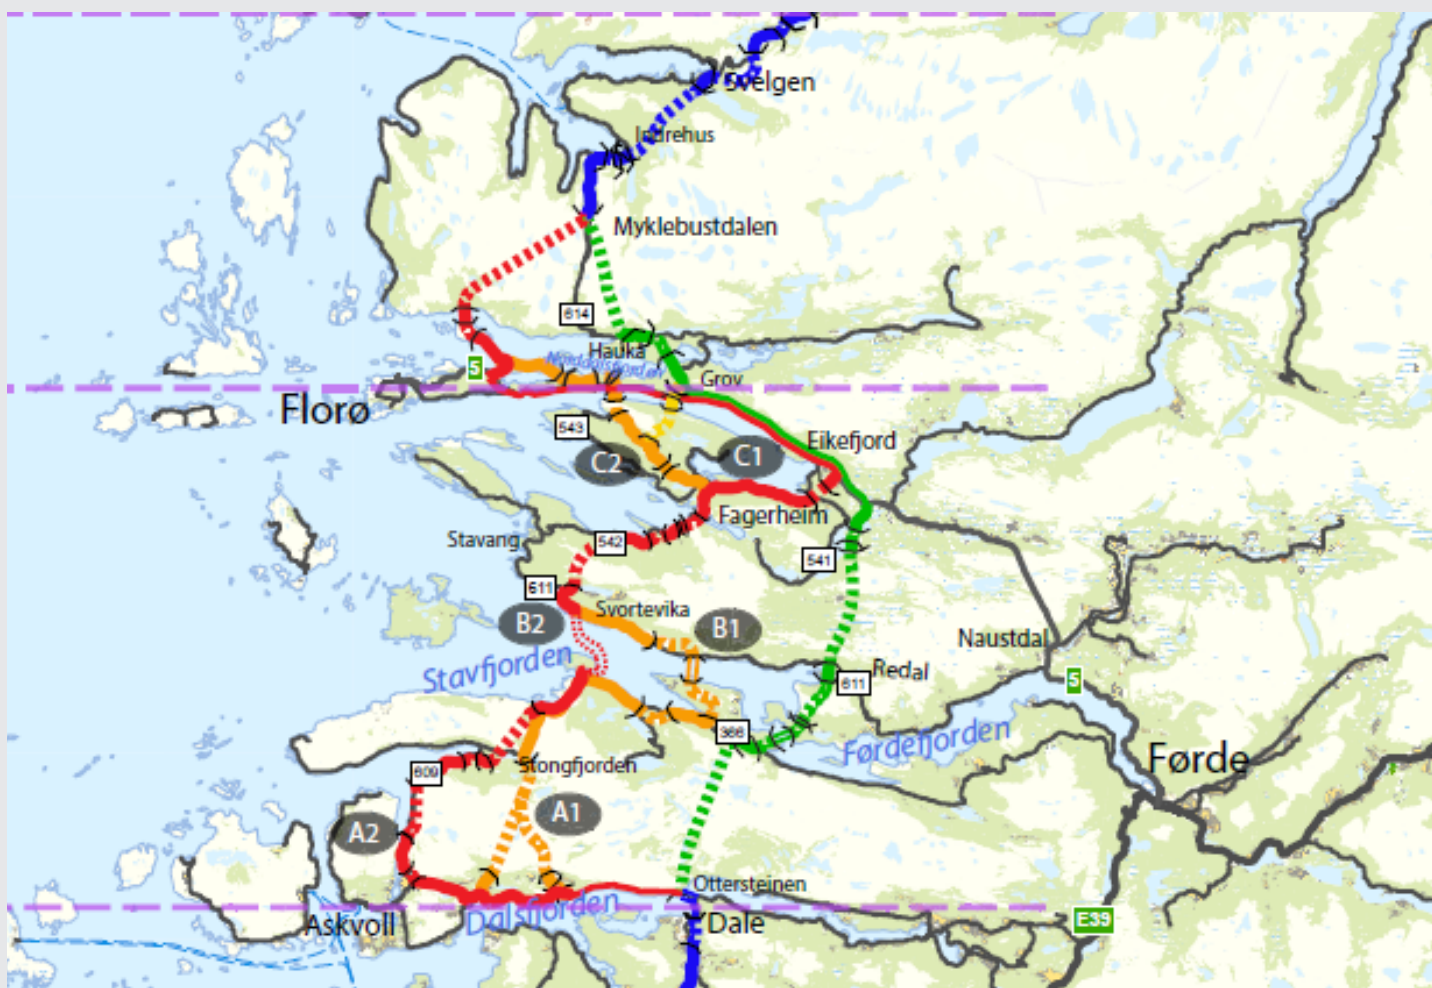 Svelgen
Indrehus
Myklebustdalen
614
Hauka
Norddalsfjorden
5
Grov
Florø
543
Eikefjord
C2
C1
Fagerheim
Stavang
542
541
611
Svortevika
B2
B1
Naustdal
Stavfjorden
Redal
611
5
366
Førdefjorden
Stongfjorden
Førde
609
A1
A2
Ottersteinen
Dalsfjorden
Askvoll
Dale
E39